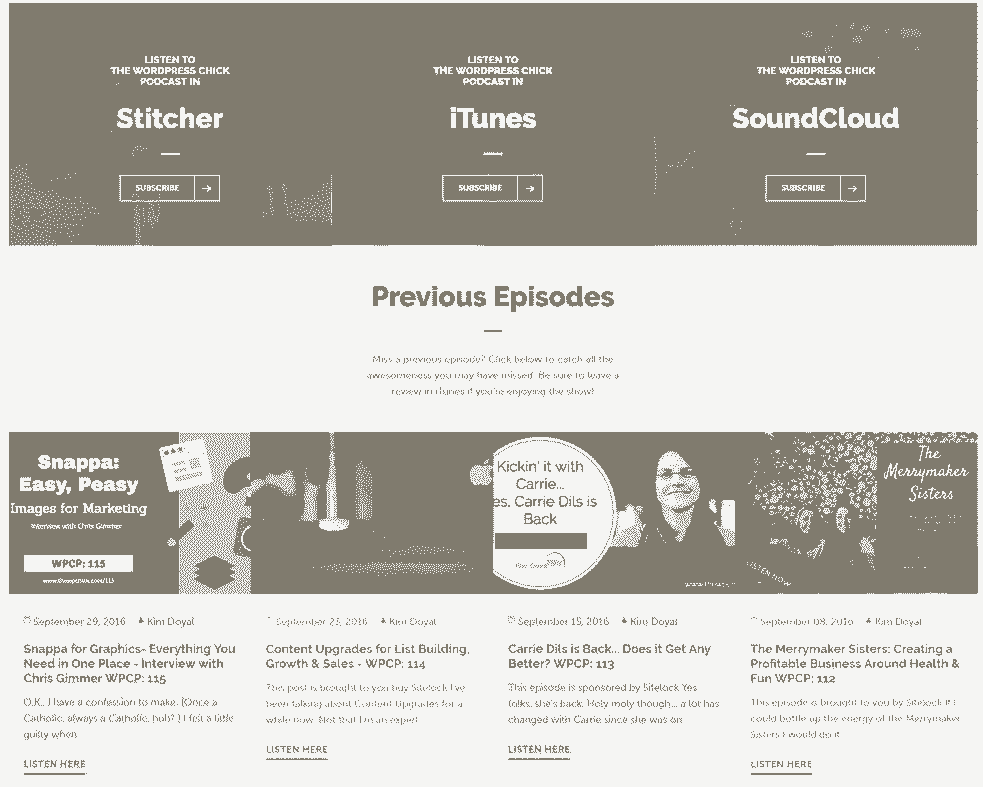 LISTEN TO
THE WORDPRESS CHICK
PODCAST IN
Stitcher
SUBSCRIBE
LISTEN TO
THE WORDPRESS CHICK
PODCAST IN
iTunes
SUBSCRIBE
LISTEN TO
THE WORDPRESS CHICK
PODCAST IN
SoundCloud
SUBSCRIBE
Previous Episodes
Miss a previous episode? Click below to catch all the
awesomeness you may have missed. Be sure to leave a
review in iTunes if you're enjoying the show!
Snappa:
Easy, Peasy
Images for Marketing
Interview with Chris Gimmer
WPCP: 115
Kickin' it with
Carrie...
es. Carrie Dils is
Back
The
Merrymaker
Sisters
LISTEN NOW
September 29, 2016 Kim Doyal
Snappa for Graphics- Everything You
Need in One Place - Interview with
Chris Gimmer WPCP: 115
O.K.. I have a confession to make. (Once a
Catholic, always a Catholic, huh? ) I felt a little
guilty when
LISTEN HERE
September 23, 2016 Kim Doyal
Content Upgrades for List Building,
Growth & Sales - WPCP: 114
This post is brought to you buy Sitelock I've
been talking about Content Upgrades for a
while now. Not that I'm an expert
LISTEN HERE
September 15, 2016 Kim Doyal
Carrie Dils is Back... Does it Get Any
Better? WPCP: 113
This episode is sponsored by Sitelock Yes
folks, she's back. Holy moly though... a lot has
changed with Carrie since she was on
LISTEN HERE
September 08, 2016 Kim Doyal
The Merrymaker Sisters: Creating a
Profitable Business Around Health &
Fun WPCP: 112
This episode is brought to you by Sitelock If I
could bottle up the energy of the Merrymaker
Sisters I would do it
LISTEN HERE